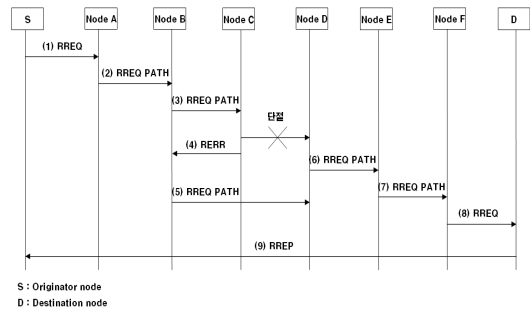 S Node A Node B Node C Node D Node E Node F D
(1) RREQ
(2) RREQ PATH
(3) RREQ PATH
단절
(4) RERR
(6) RREQ PATH
(5) RREQ PATH
(7) RREQ PATH
(8) RREQ
(9) RREP
S : Originator node
D : Destination node